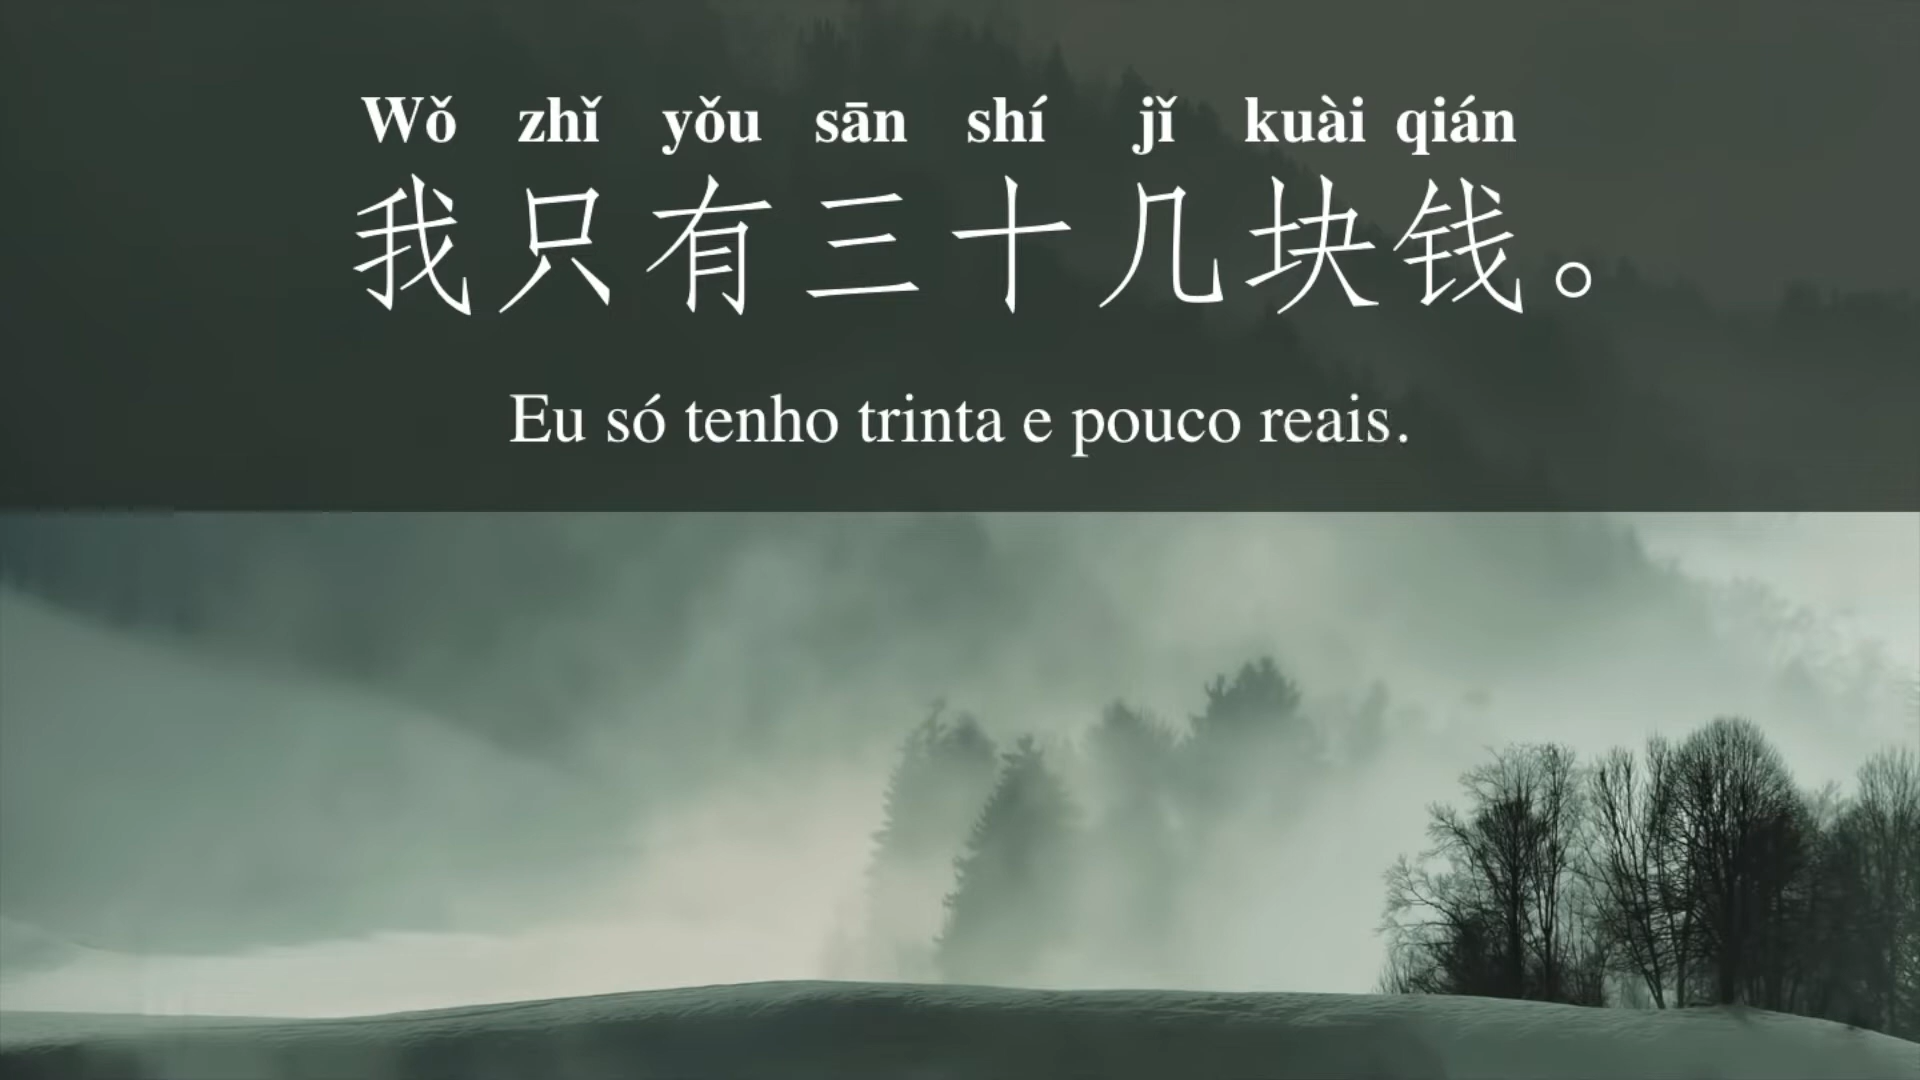 Wǒ zhǐ yǒu sān shí jǐ kuài qián
我只有三十几块钱。
Eu só tenho trinta e pouco reais.